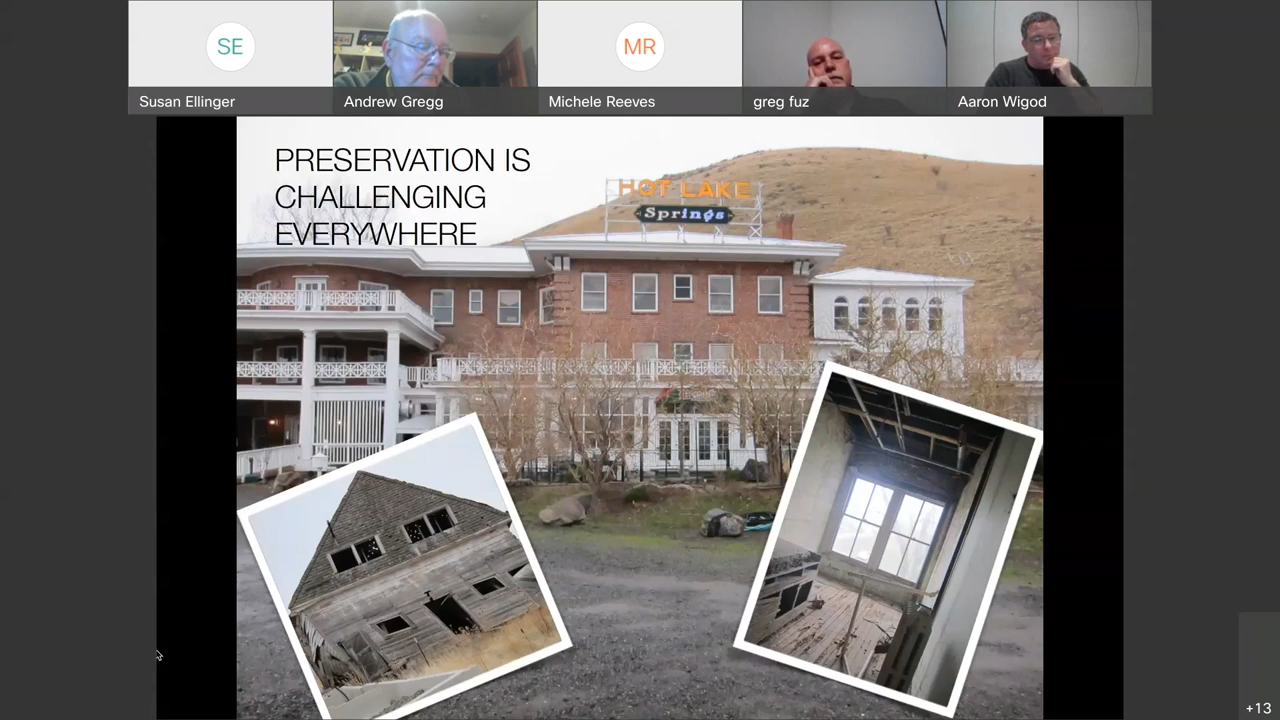 SE
MR
Susan Ellinger
Andrew Gregg
Michele Reeves
greg fuz
Aaron Wigod
PRESERVATION IS
CHALLENGING
EVERYWHERE
HOT LAKE
Springs
+13